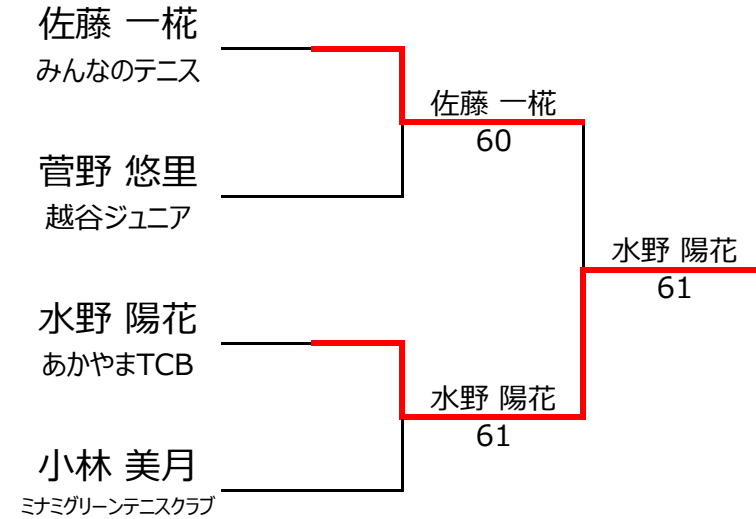 佐藤 一椛
みんなのテニス
佐藤 一椛
60
菅野 悠里
越谷ジュニア
水野 陽花
61
水野 陽花
あかやまTCB
水野 陽花
61
小林 美月
ミナミグリーンテニスクラブ